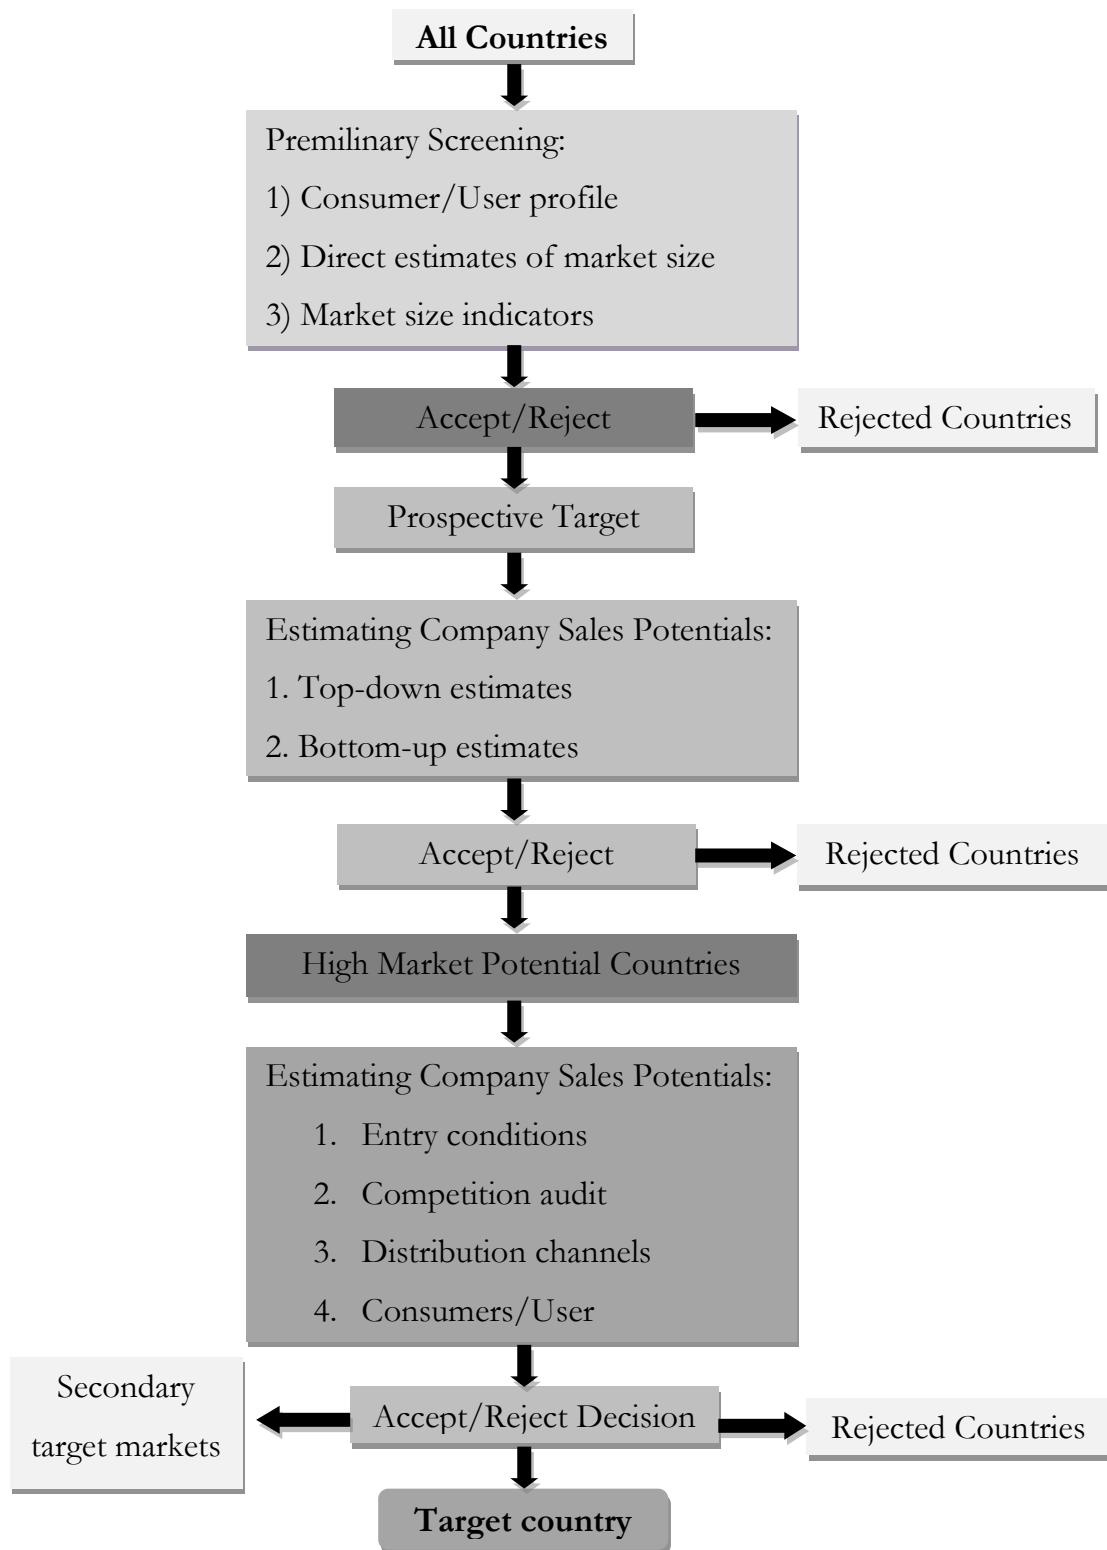 All Countries
Premilinary Screening:
1) Consumer/User profile
2) Direct estimates of market size
3) Market size indicators
Accept/Reject
Rejected Countries
Prospective Target
Estimating Company Sales Potentials:
1. Top-down estimates
2. Bottom-up estimates
Accept/Reject
Rejected Countries
High Market Potential Countries
Estimating Company Sales Potentials:
1. Entry conditions
2. Competition audit
3. Distribution channels
4. Consumers/User
Secondary
target markets
Accept/Reject Decision
Rejected Countries
Target country